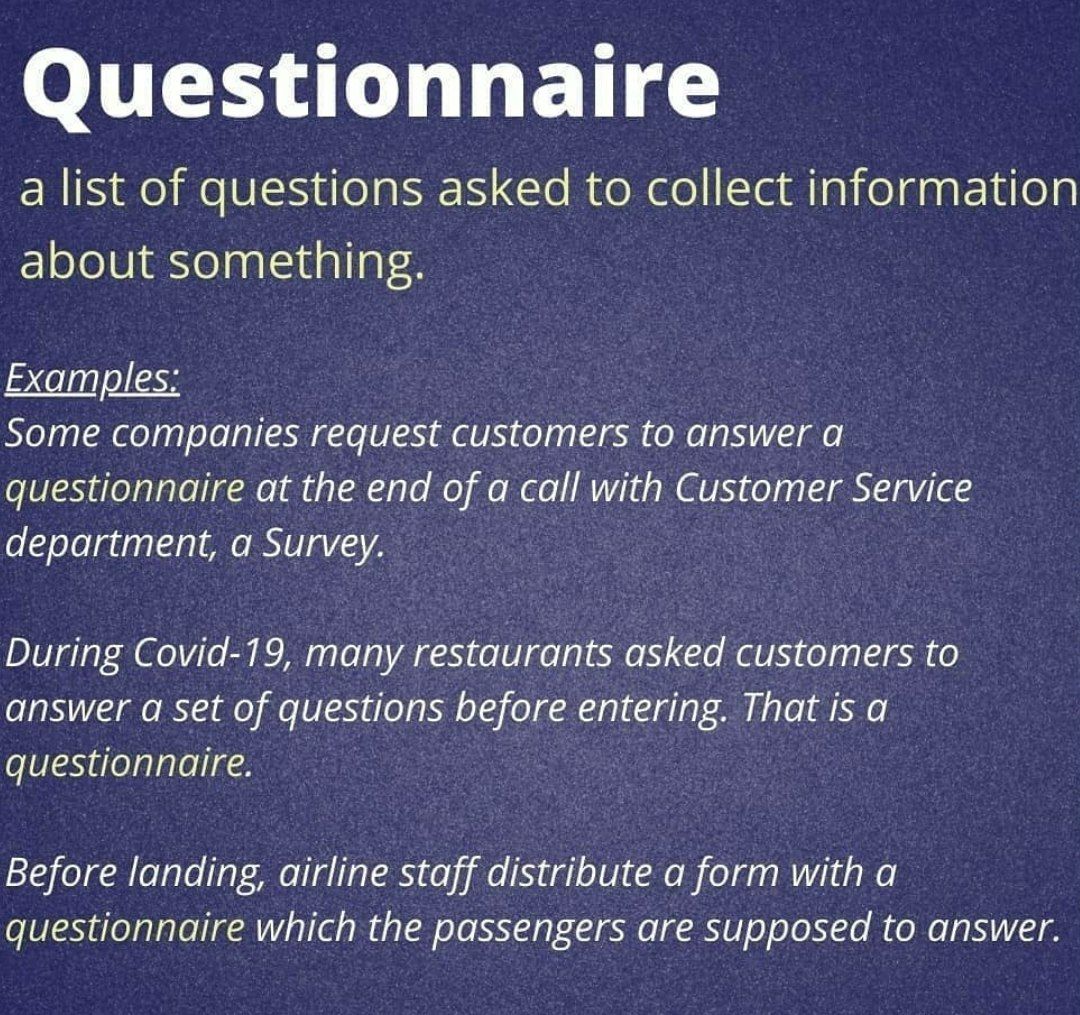 Questionnaire
a list of questions asked to collect information
about something.
Examples:
Some companies request customers to answer a
questionnaire at the end of a call with Customer Service
department, a Survey.
During Covid-19, many restaurants asked customers to
answer a set of questions before entering. That is a
questionnaire.
Before landing, airline staff distribute a form with a
questionnaire which the passengers are supposed to answer.